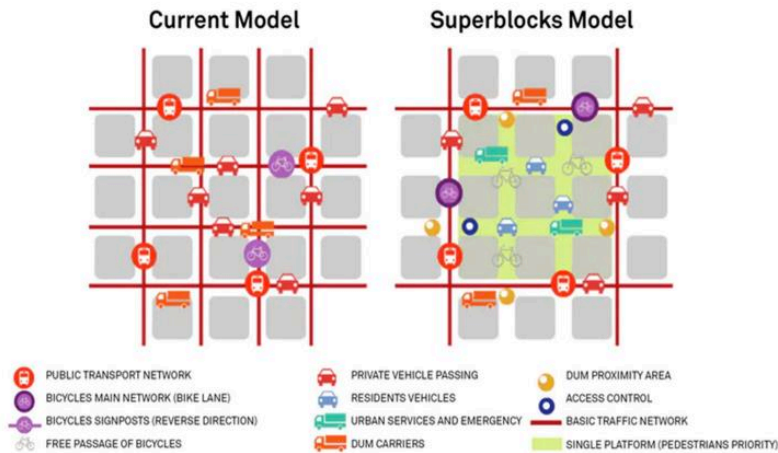 Current Model
Superblocks Model
PUBLIC TRANSPORT NETWORK
BICYCLES MAIN NETWORK (BIKE LANE)
BICYCLES SIGNPOSTS (REVERSE DIRECTION)
FREE PASSAGE OF BICYCLES
PRIVATE VEHICLE PASSING
RESIDENTS VEHICLES
URBAN SERVICES AND EMERGENCY
DUM CARRIERS
DUM PROXIMITY AREA
ACCESS CONTROL
BASIC TRAFFIC NETWORK
SINGLE PLATFORM (PEDESTRIANS PRIORITY)